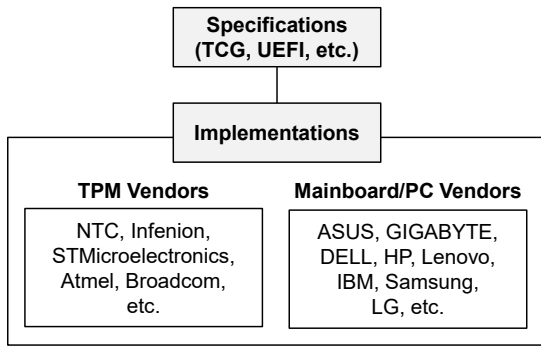 Specifications
(TCG, UEFI, etc.)
Implementations
TPM Vendors
NTC, Infenion,
STMicroelectronics,
Atmel, Broadcom,
etc.
Mainboard/PC Vendors
ASUS, GIGABYTE,
DELL, HP, Lenovo,
IBM, Samsung,
LG, etc.